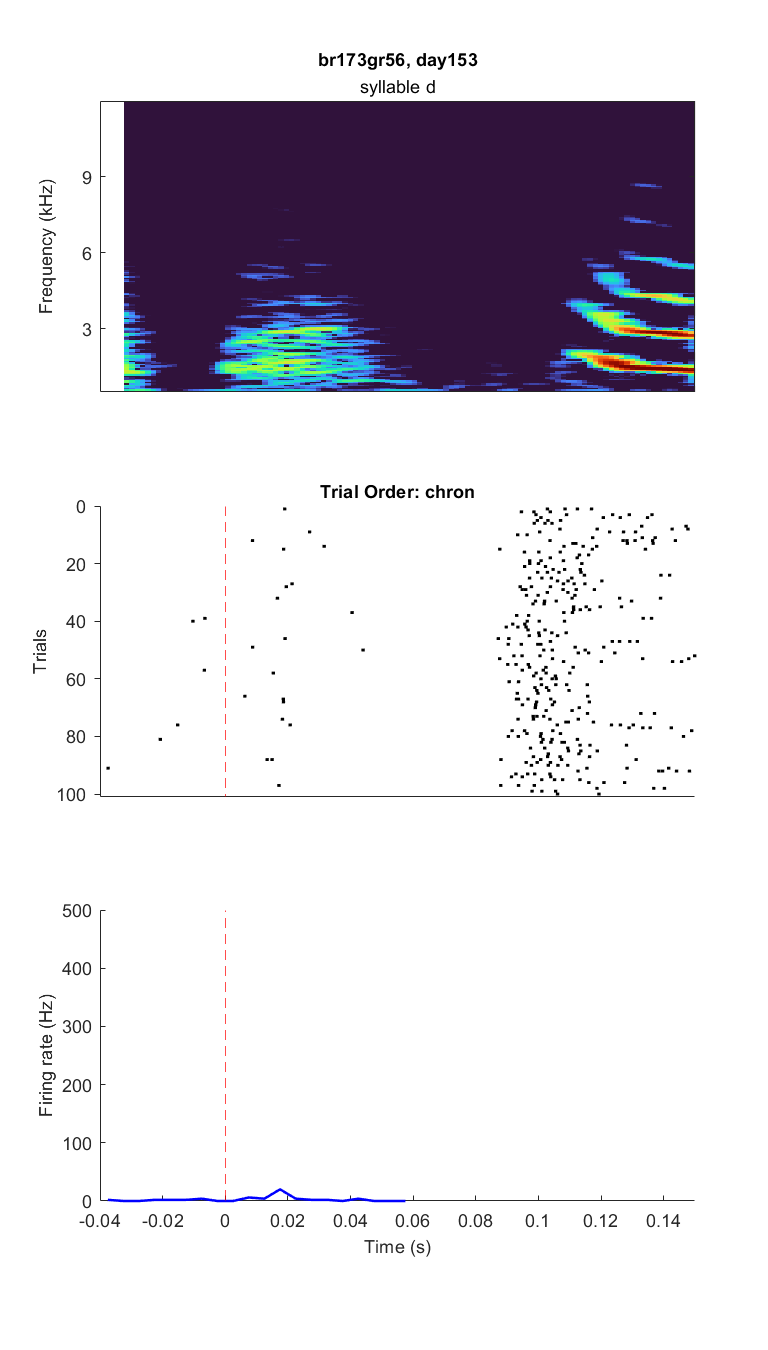 br173gr56, day153
syllable d
9
6
3
Frequency (kHz)
Trial Order: chron
0
20
40
60
80
100
Trials
500
400
300
200
100
0
Firing rate (Hz)
-0.04 -0.02 0 0.02 0.04 0.06 0.08 0.1 0.12 0.14
Time (s)